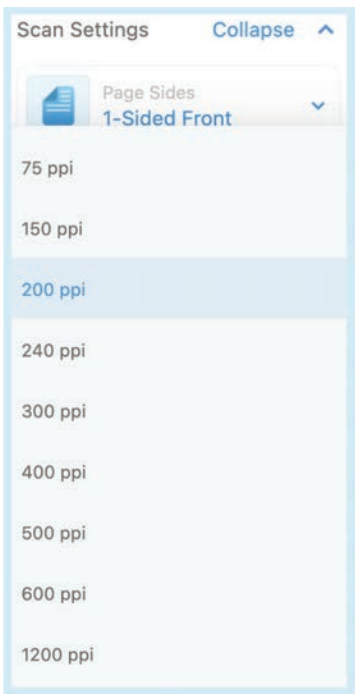 Scan Settings Collapse
Page Sides
1-Sided Front
75 ppi
150 ppi
200 ppi
240 ppi
300 ppi
400 ppi
500 ppi
600 ppi
1200 ppi